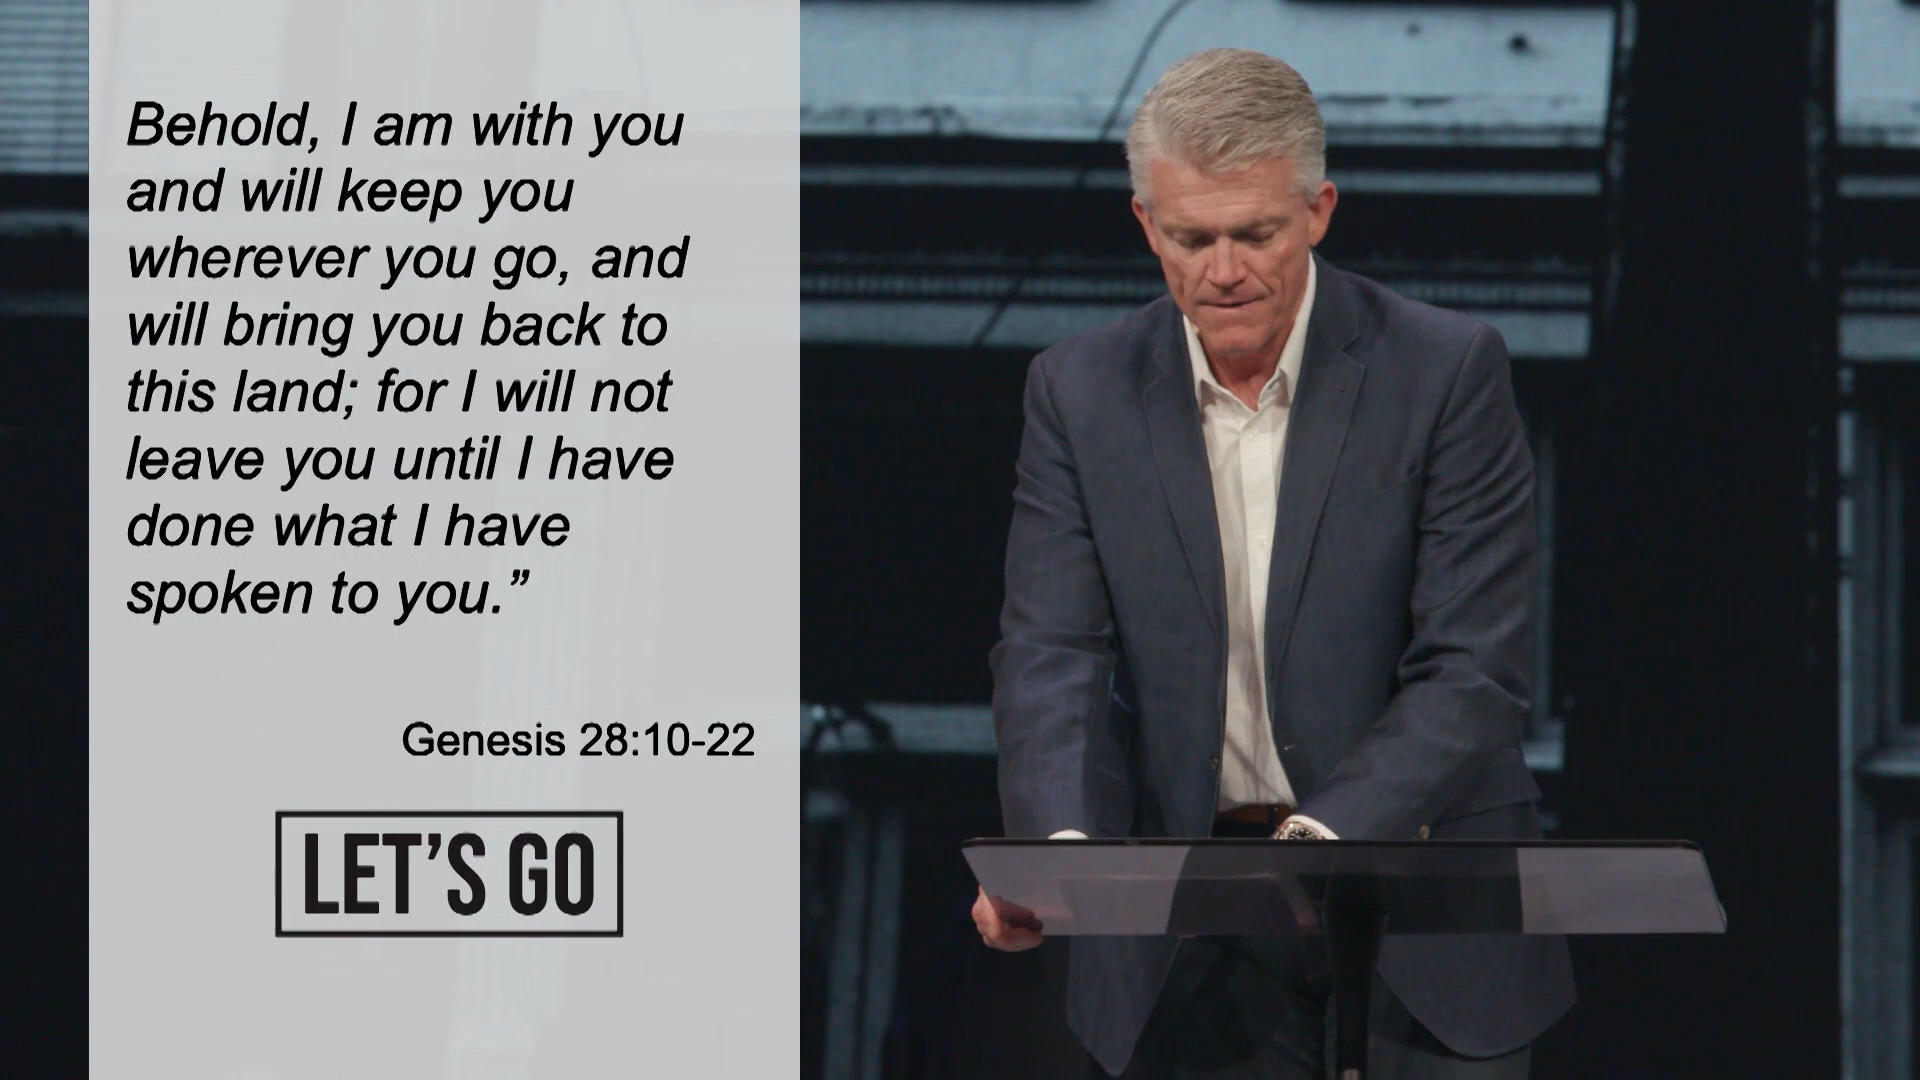 Behold, I am with you
and will keep you
wherever you go, and
will bring you back to
this land; for I will not
leave you until I have
done what I have
spoken to you.”
Genesis 28:10-22
LET’S GO